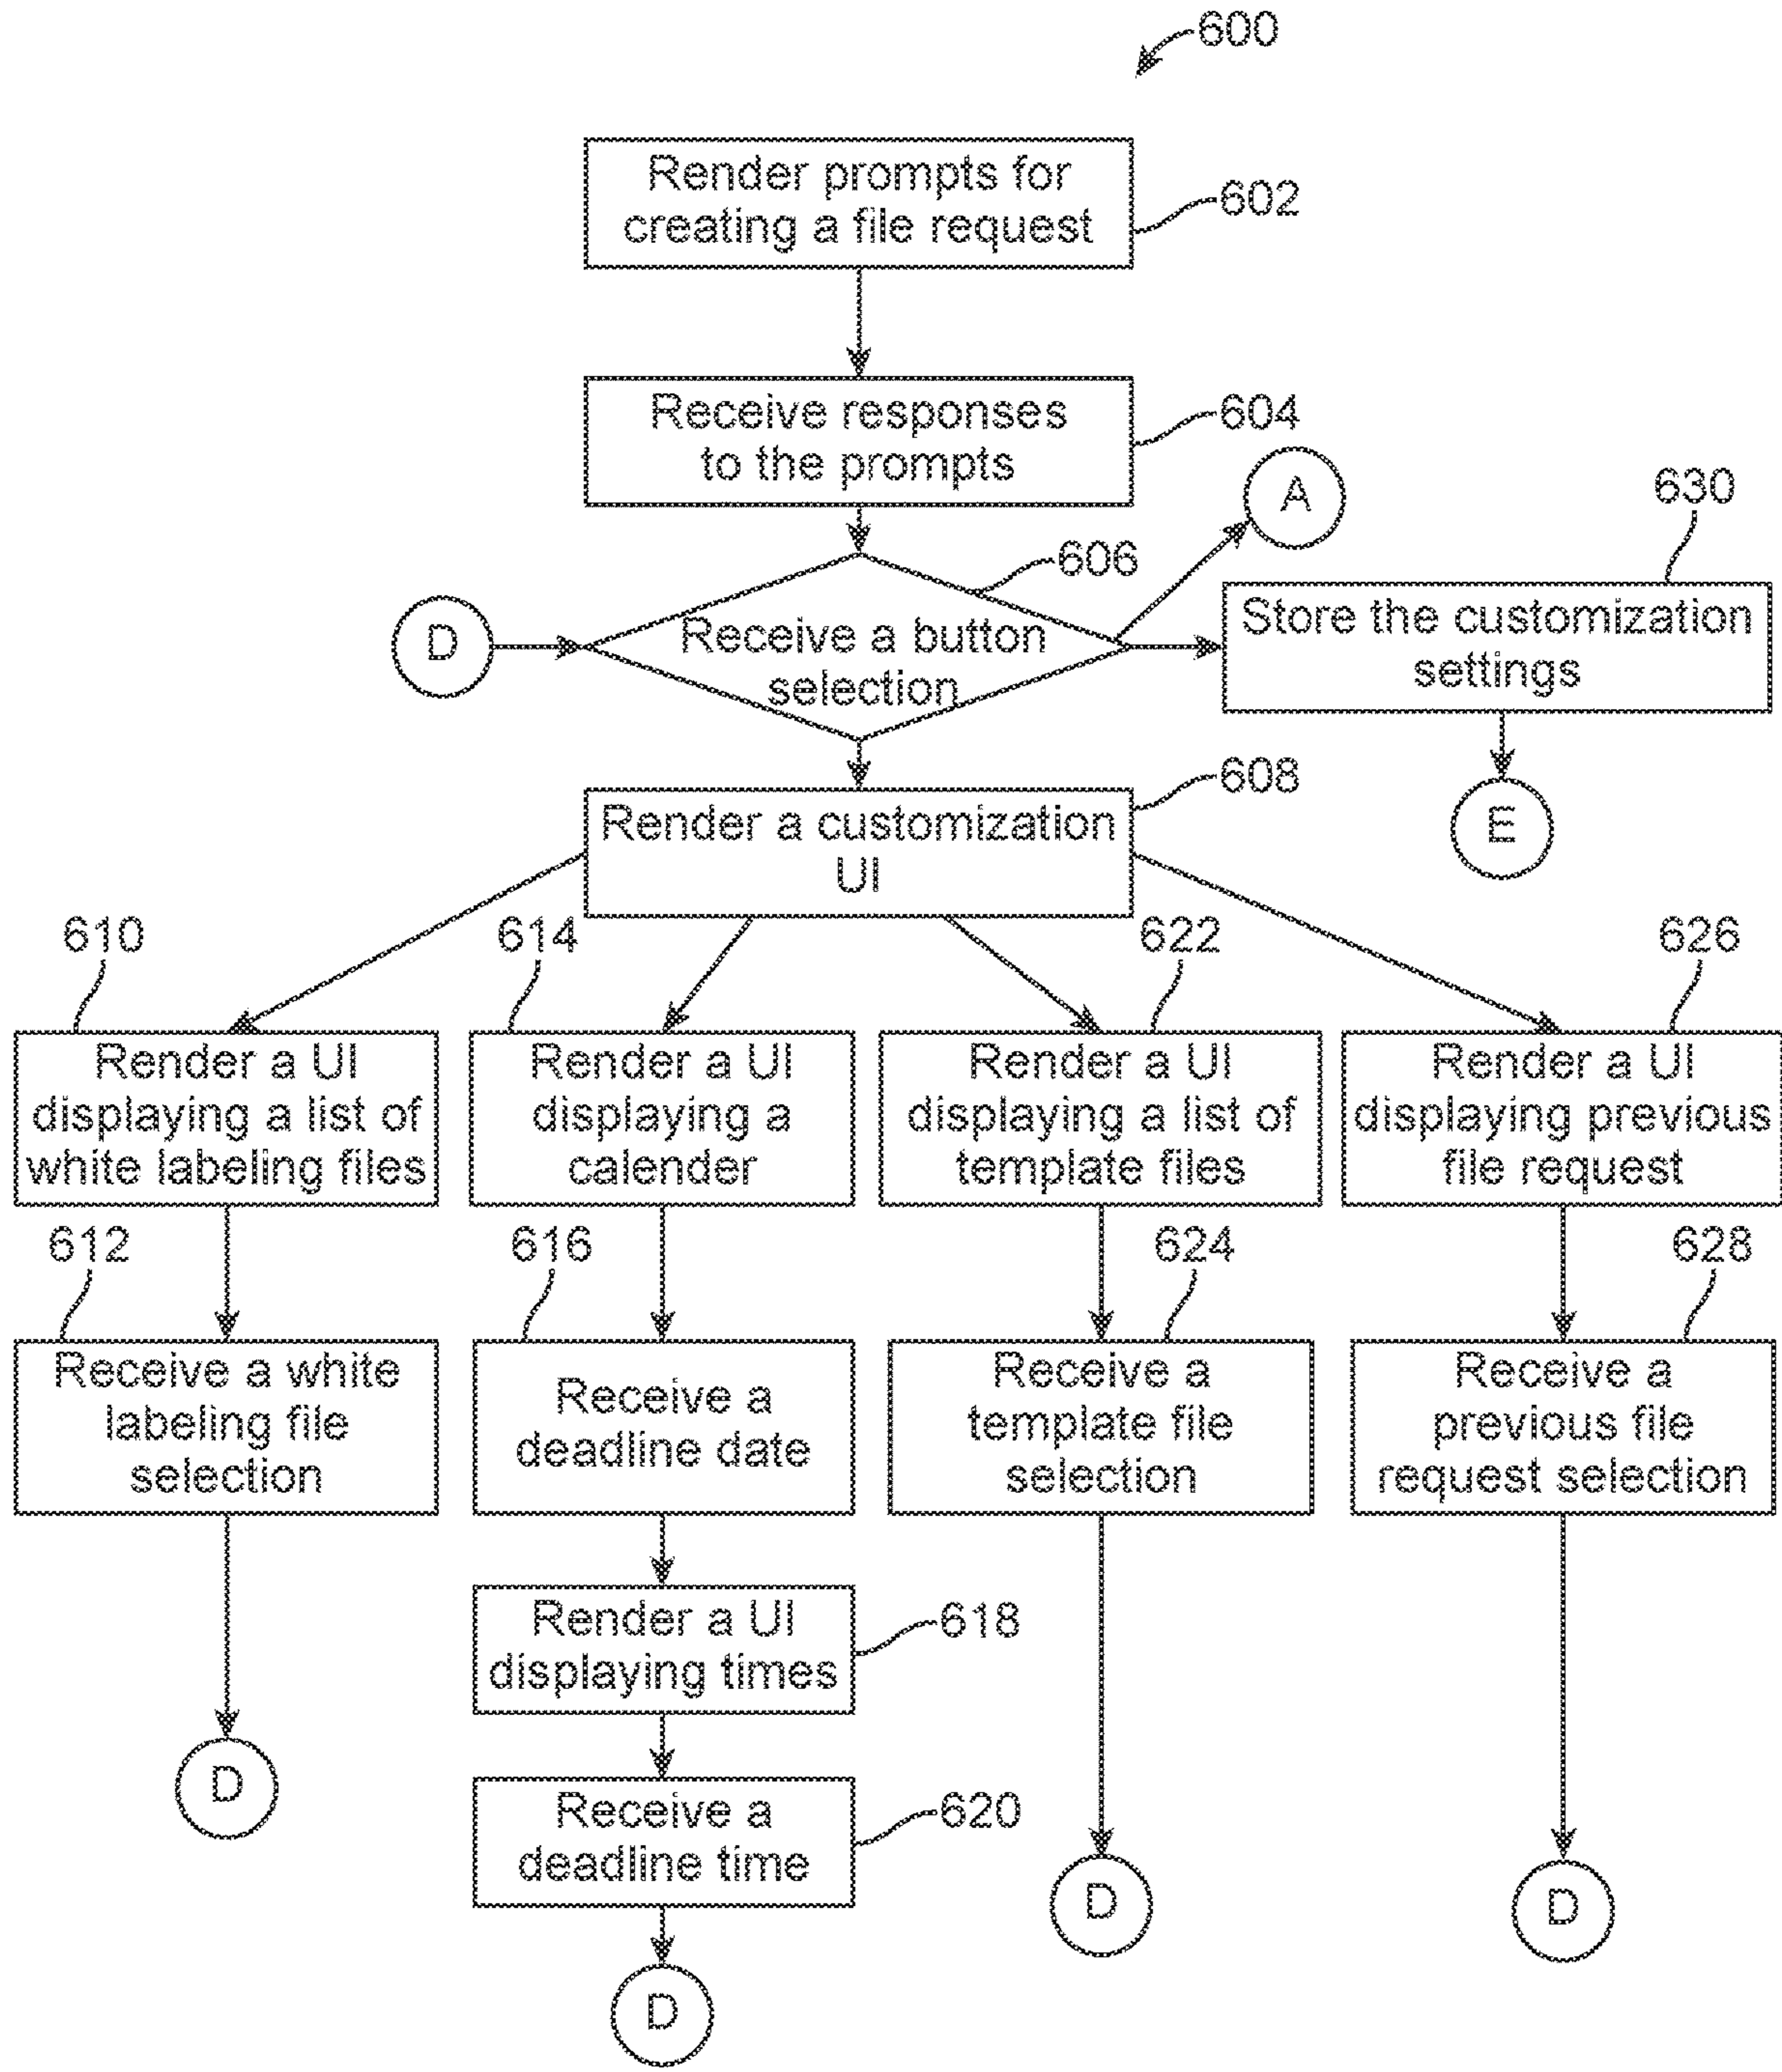 600
Render prompts for
creating a file request
602
Receive responses
to the prompts
604
A
630
606
D
Receive a button
selection
Store the customization
settings
608
Render a customization
UI
E
610
614
622
626
Render a UI
displaying a list of
white labeling files
Render a UI
displaying a
calender
Render a UI
displaying a list of
template files
Render a UI
displaying previous
file request
612
616
624
628
Receive a white
labeling file
selection
Receive a
deadline date
Receive a
template file
selection
Receive a
previous file
request selection
Render a UI
displaying times
618
D
Receive a
deadline time
620
D
D
D